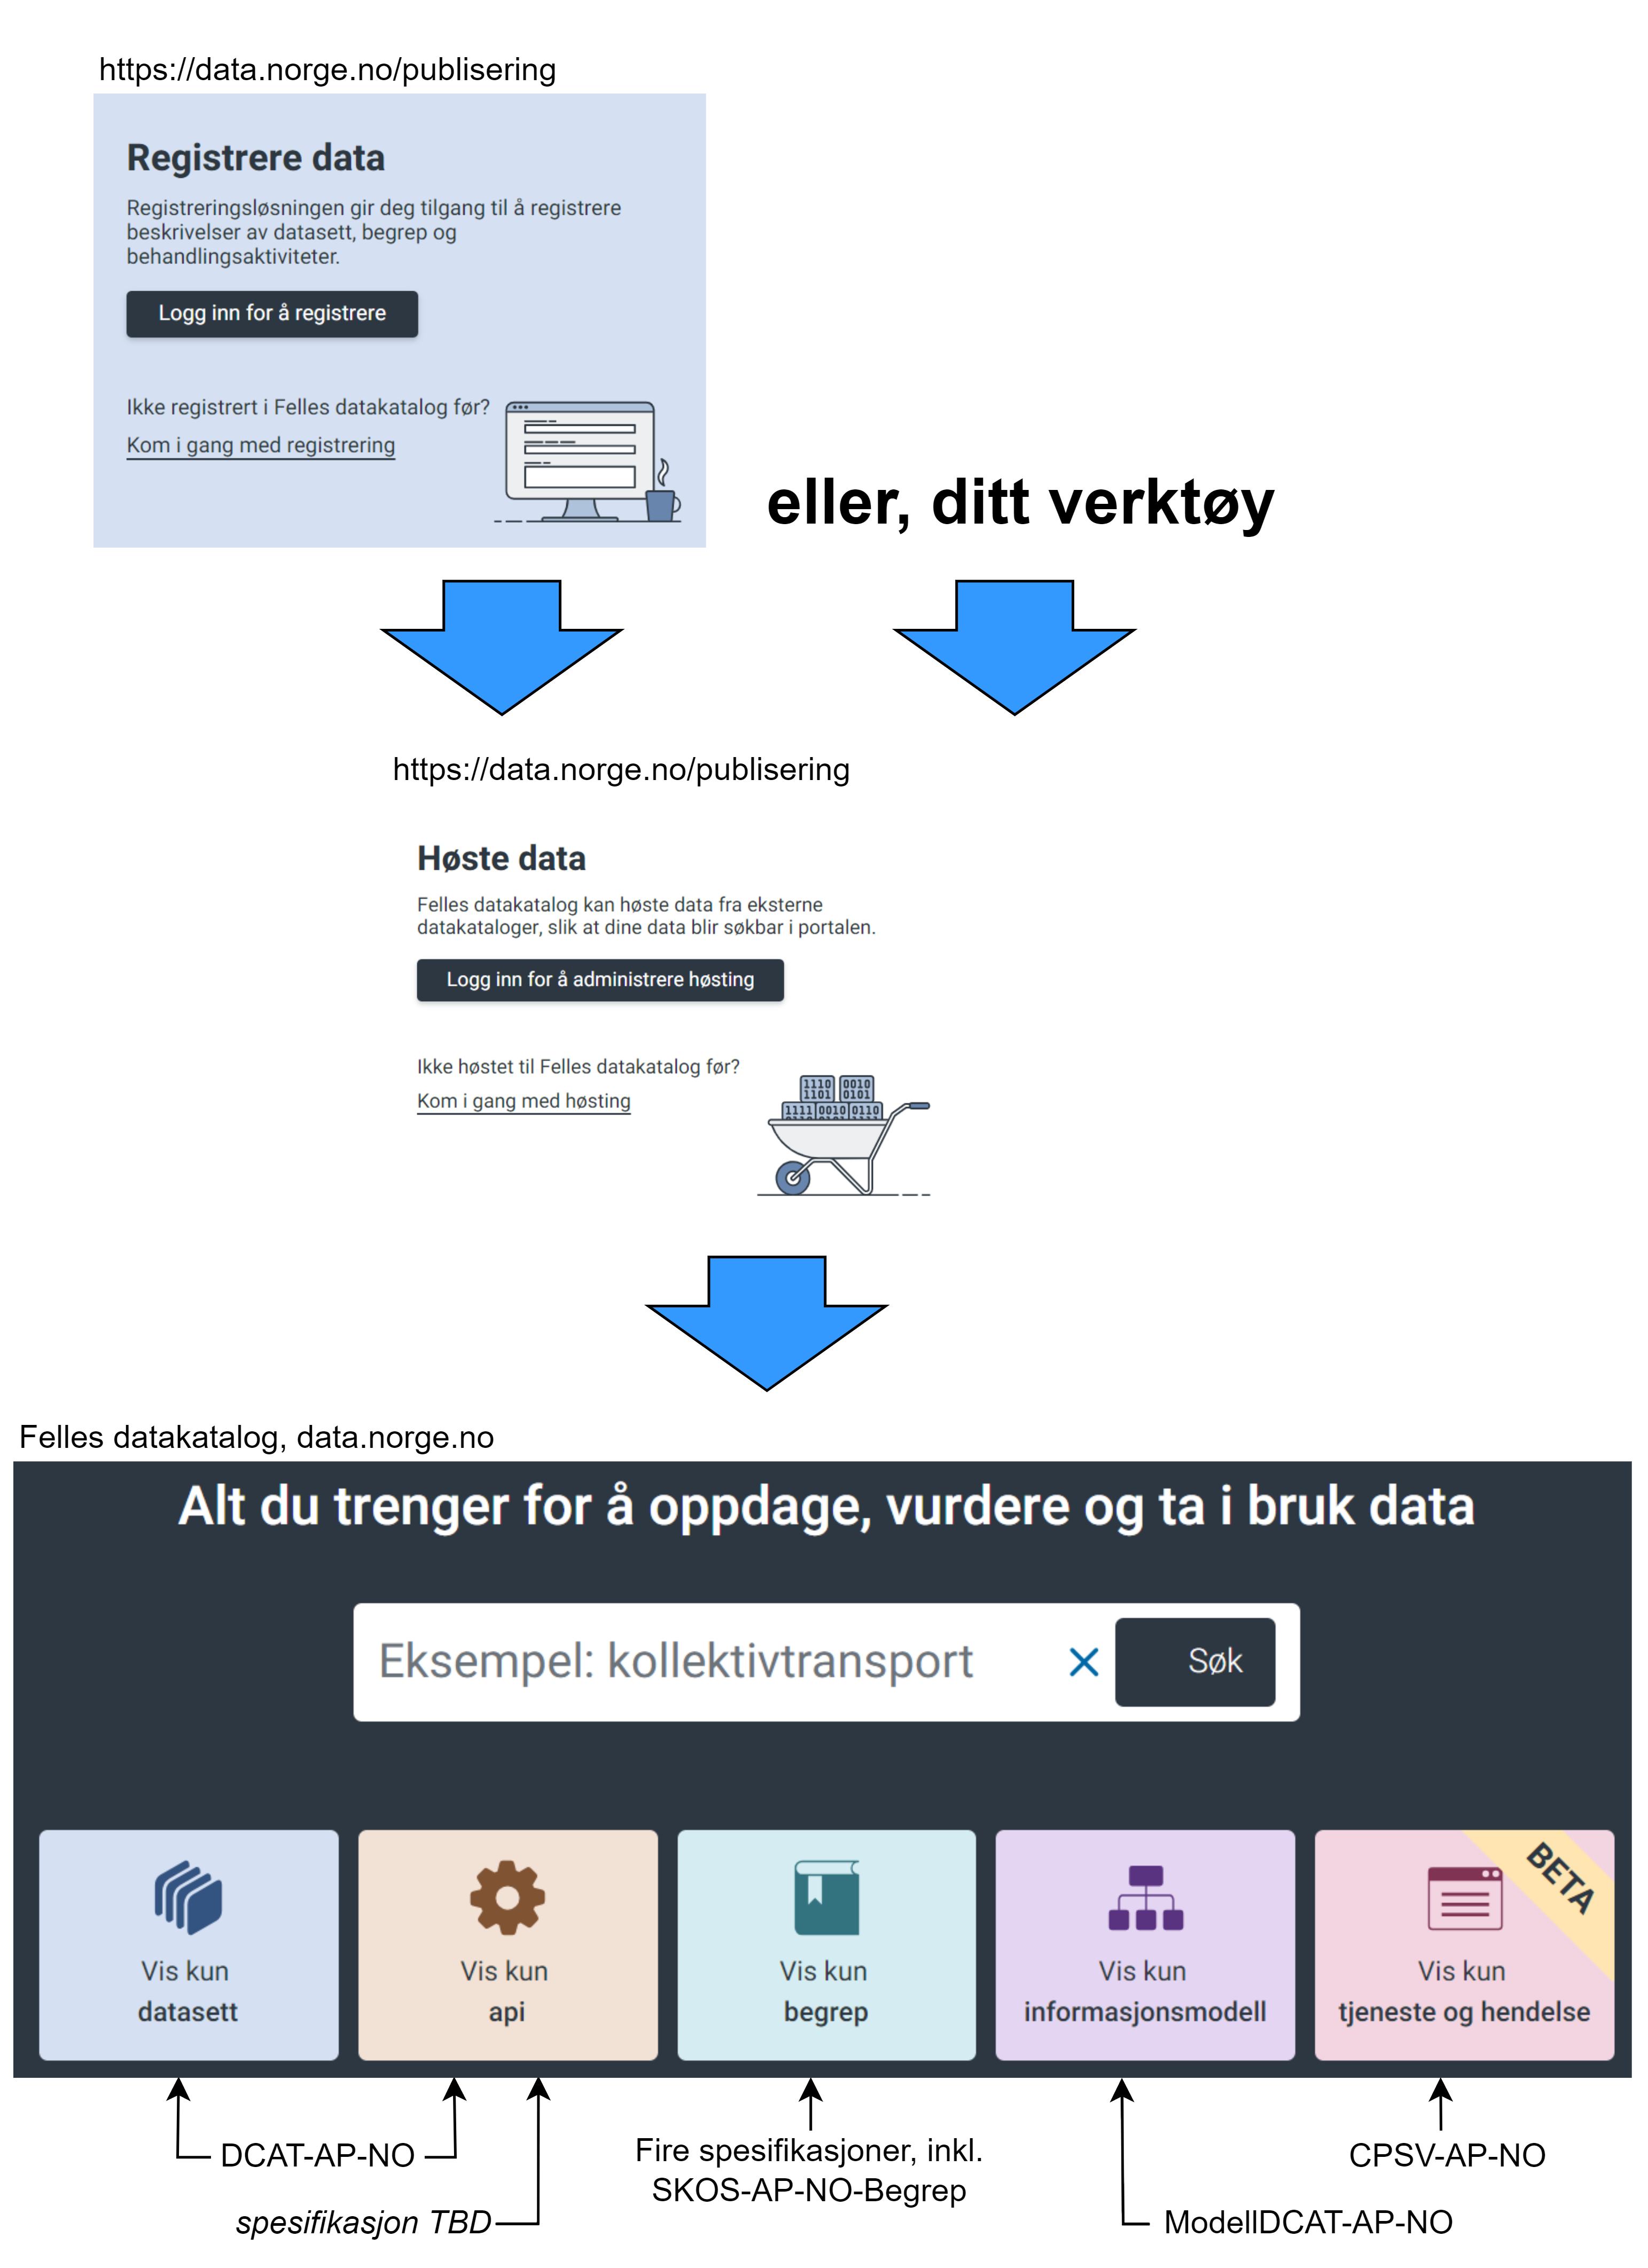 https://data.norge.no/publisering
Registrere data
Registreringsløsningen gir deg tilgang til å registrere
beskrivelser av datasett, begrep og
behandlingsaktiviteter.
Logg inn for å registrere
Ikke registrert i Felles datakatalog før?
Kom i gang med registrering
eller, ditt verktøy
https://data.norge.no/publisering
Høste data
Felles datakatalog kan høste data fra eksterne
datakataloger, slik at dine data blir søkbar i portalen.
Logg inn for å administrere høsting
Ikke høstet til Felles datakatalog før?
Kom i gang med høsting
1110 0010
1101 0101
1111 0010 0110
Felles datakatalog, data.norge.no
Alt du trenger for å oppdage, vurdere og ta i bruk data
Eksempel: kollektivtransport
Søk
Vis kun
datasett
Vis kun
api
Vis kun
begrep
Vis kun
informasjonsmodell
BETA
Vis kun
tjeneste og hendelse
DCAT-AP-NO
spesifikasjon TBD
Fire spesifikasjoner, inkl.
SKOS-AP-NO-Begrep
ModellDCAT-AP-NO
CPSV-AP-NO